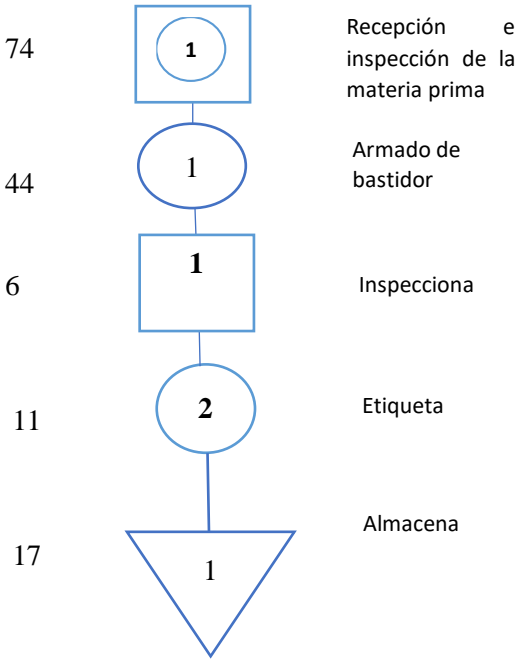 74
1
Recepción e
inspección de la
materia prima
44
1
Armado de
bastidor
6
1
Inspecciona
11
2
Etiqueta
17
1
Almacena